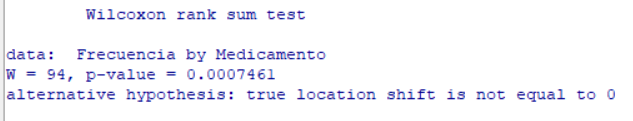 Wilcoxon rank sum test
data:  Frecuencia by Medicamento
W = 94, p-value = 0.0007461
alternative hypothesis: true location shift is not equal to 0